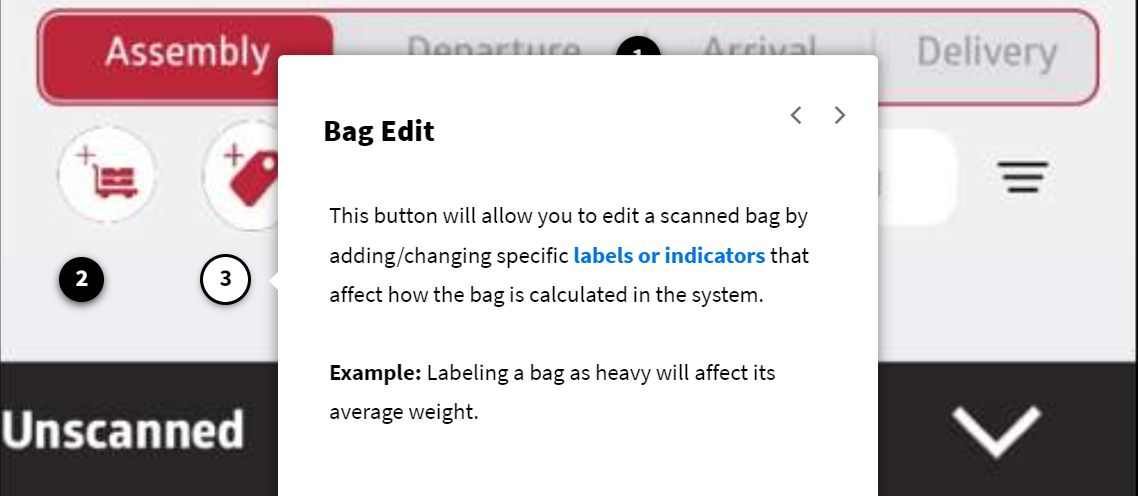 Assembly Departure 1 Arrival Delivery
Bag Edit
This button will allow you to edit a scanned bag by
adding/changing specific labels or indicators that
affect how the bag is calculated in the system.
Example: Labeling a bag as heavy will affect its
average weight.
2 3
Unscanned